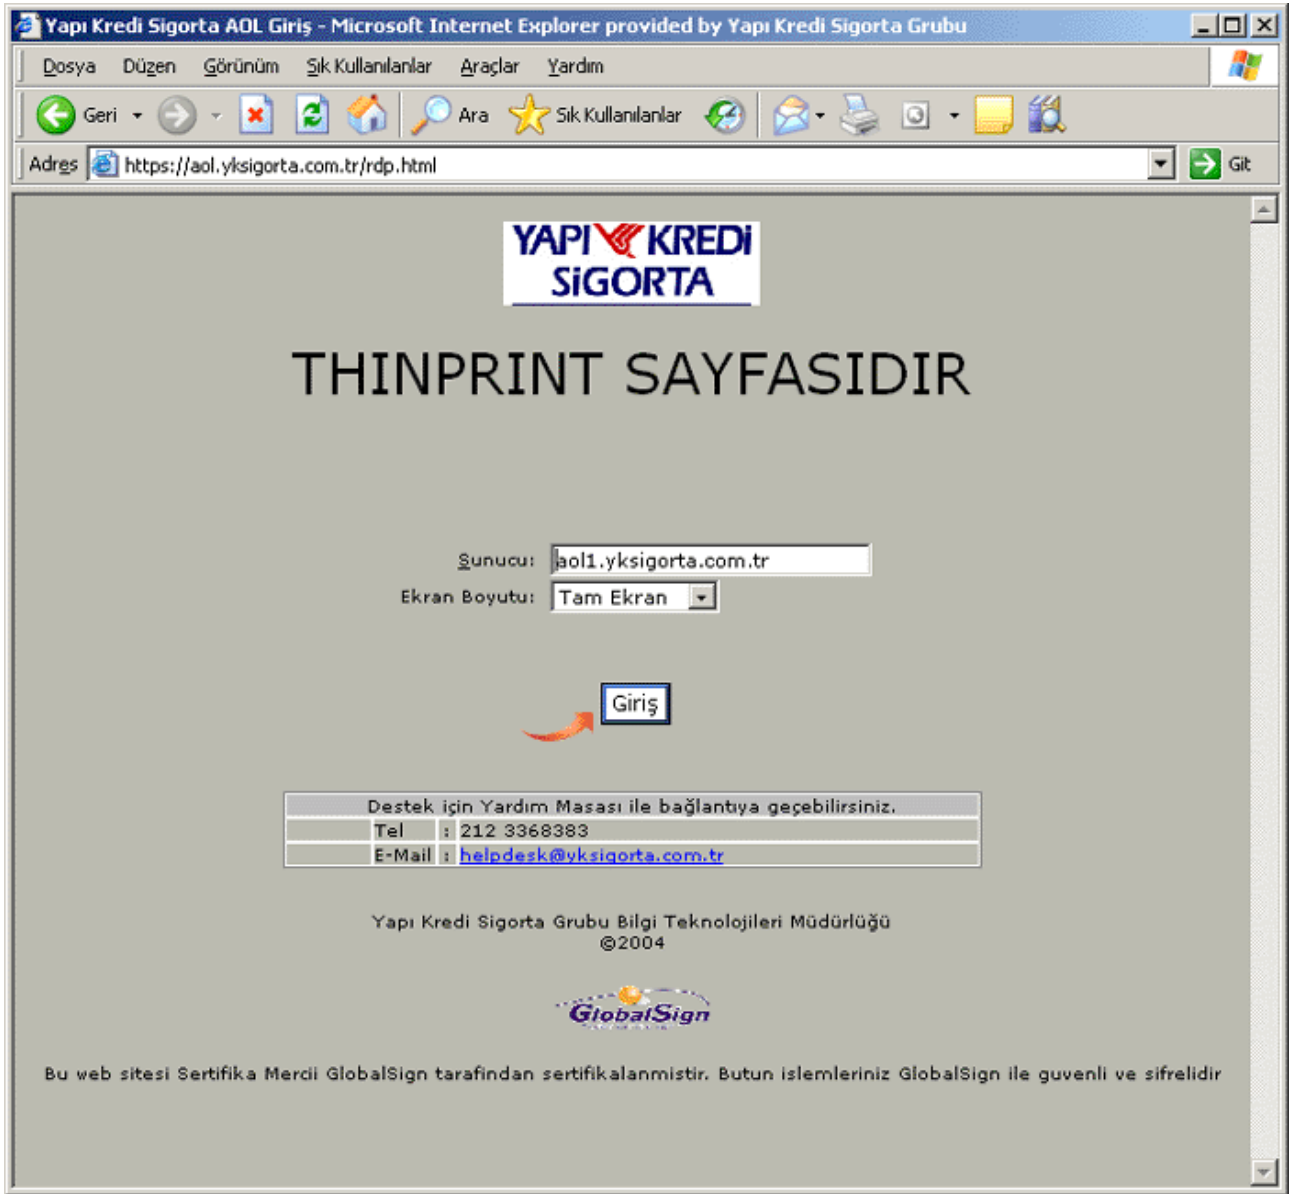 Yapı Kredi Sigorta AOL Giriş - Microsoft Internet Explorer provided by Yapı Kredi Sigorta Grubu
Dosya Düzen Görünüm Sık Kullanılanlar Araçlar Yardım
Geri Ara Sık Kullanılanlar
Adres https://aol.yksigorta.com.tr/rdp.html Git
YAPI KREDi
SiGORTA
THINPRINT SAYFASIDIR
Sunucu: aol1.yksigorta.com.tr
Ekran Boyutu: Tam Ekran
Giriş
Destek için Yardım Masası ile bağlantıya geçebilirsiniz.
Tel : 212 3368383
E-Mail : helpdesk@yksigorta.com.tr
Yapı Kredi Sigorta Grubu Bilgi Teknolojileri Müdürlüğü
©2004
GlobalSign
Bu web sitesi Sertifika Mercii GlobalSign tarafindan sertifikalanmistir. Butun islemleriniz GlobalSign ile guvenli ve sifrelidir